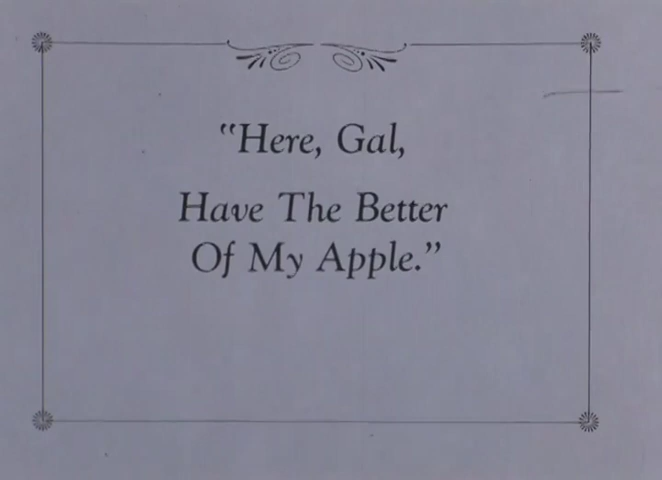 “Here, Gal,
Have The Better
Of My Apple.”